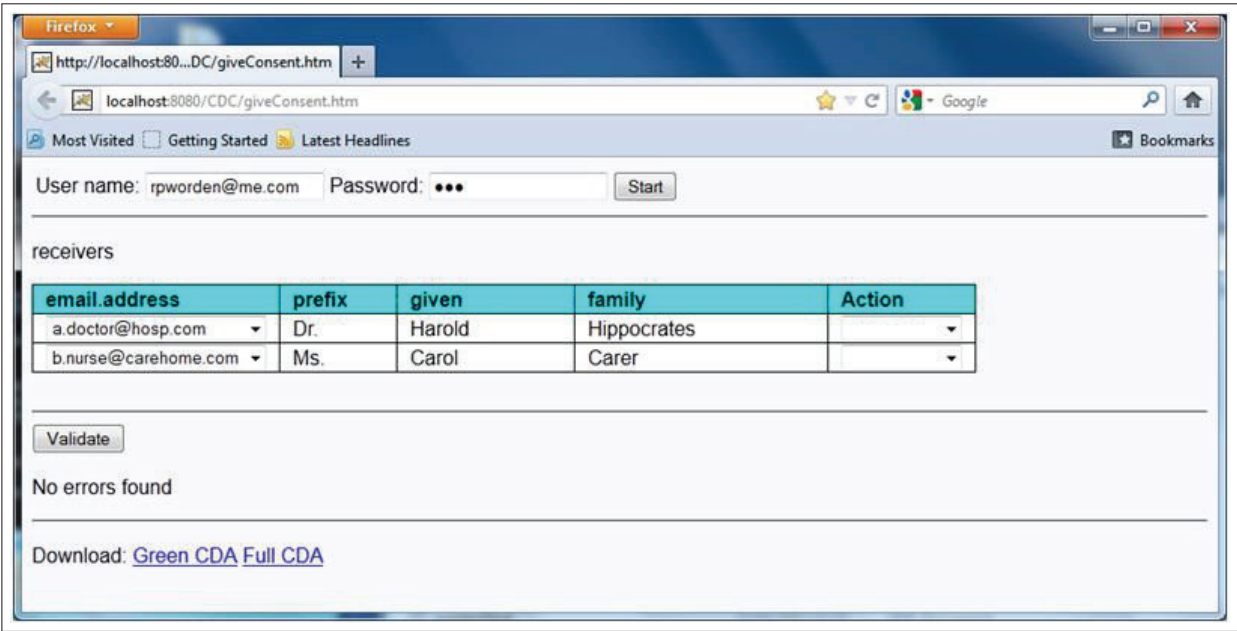 Firefox
http://localhost:80...DC/giveConsent.htm +
localhost:8080/CDC/giveConsent.htm Google
Most Visited Getting Started Latest Headlines Bookmarks
User name: rpworden@me.com Password: ••• Start
receivers
email.address prefix given family Action
a.doctor@hosp.com Dr. Harold Hippocrates
b.nurse@carehome.com Ms. Carol Carer
Validate
No errors found
Download: Green CDA Full CDA